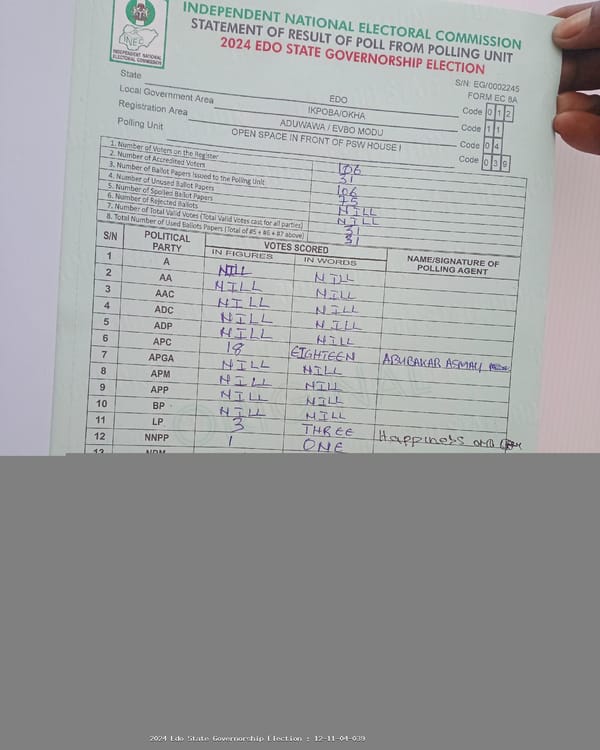 INDEPENDENT NATIONAL ELECTORAL COMMISSION
STATEMENT OF RESULT OF POLL FROM POLLING UNIT
2024 EDO STATE GOVERNORSHIP ELECTION
INEC
INDEPENDENT NATIONAL
ELECTORAL COMMISSION
S/N: EG/0002245
FORM EC 8A
State EDO Code 0 1 2
Local Government Area IKPOBA/OKHA Code 1 1
Registration Area ADUWAWA / EVBO MODU Code 0 4
Polling Unit OPEN SPACE IN FRONT OF PSW HOUSE I Code 0 3 9
1. Number of Voters on the Register 106
2. Number of Accredited Voters 31
3. Number of Ballot Papers Issued to the Polling Unit 106
4. Number of Unused Ballot Papers 75
5. Number of Spoiled Ballot Papers NILL
6. Number of Rejected Ballots NILL
7. Number of Total Valid Votes (Total Valid Votes cast for all parties) 31
8. Total Number of Used Ballots Papers (Total of #5 + #6 + #7 above) 31
S/N POLITICAL PARTY VOTES SCORED NAME/SIGNATURE OF POLLING AGENT
IN FIGURES IN WORDS
1 A NILL NILL
2 AA NILL NILL
3 AAC NILL NILL
4 ADC NILL NILL
5 ADP NILL NILL
6 APC 18 EIGHTEEN ABUBAKAR ASMAU
7 APGA NILL NILL
8 APM NILL NILL
9 APP NILL NILL
10 BP NILL NILL
11 LP 3 THREE Happiness
12 NNPP 1 ONE
2024 Edo State Governorship Election : 12-11-04-039